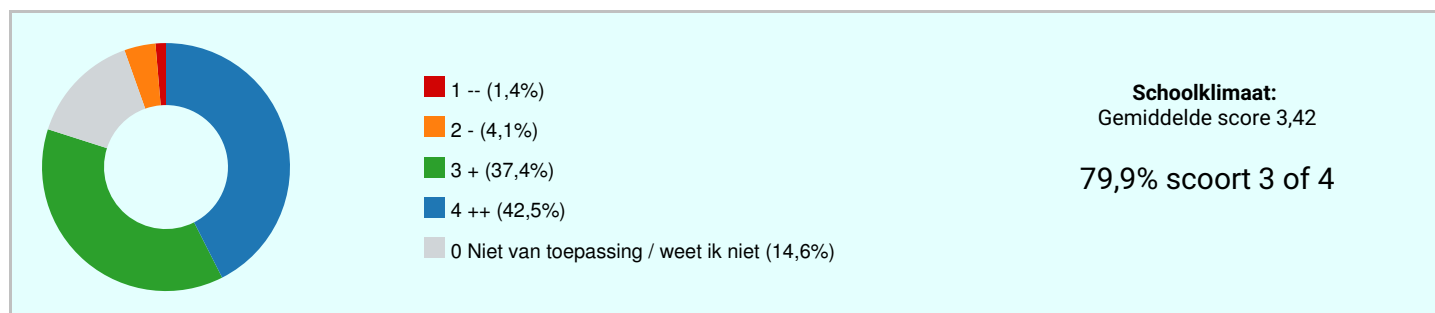 1 -- (1,4%)
2 - (4,1%)
3 + (37,4%)
4 ++ (42,5%)
0 Niet van toepassing / weet ik niet (14,6%)
Schoolklimaat:
Gemiddelde score 3,42
79,9% scoort 3 of 4